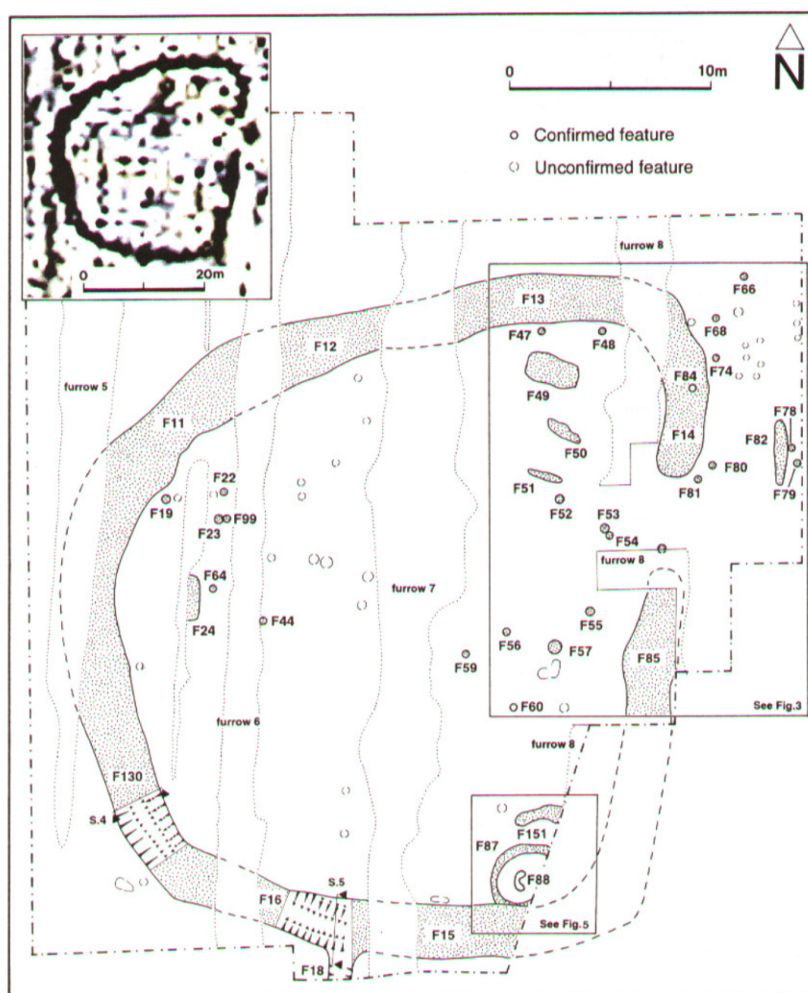 N
0 10m
Confirmed feature
Unconfirmed feature
0 20m
furrow 8
F66
F13
F68
F47 F48
F12
F74
furrow 5
F49
F84
F78
F11
F82
F50
F14
F22
F51
F80
F19
F52
F81
F79
F23 F99
F53
F54
furrow 8
F64
furrow 7
F24
F44
F55
F56
F57
F85
F59
F60
See Fig.3
furrow 6
furrow 8
F130
S.4
F151
F87
F88
S.5
F16
F15
See Fig.5
F18